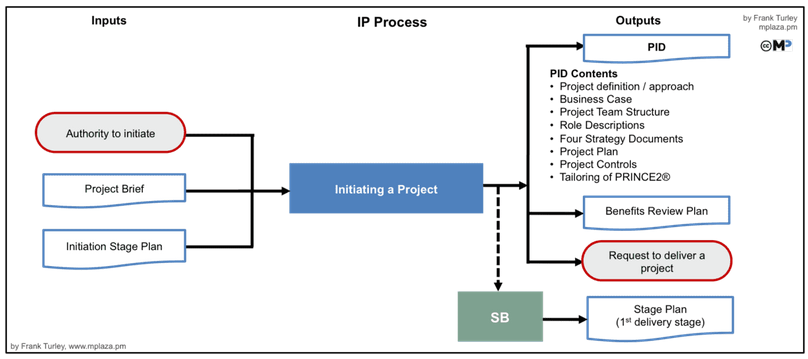 Inputs
IP Process
Outputs
by Frank Turley
mplaza.pm
cc MP
PID
PID Contents
• Project definition / approach
• Business Case
• Project Team Structure
• Role Descriptions
• Four Strategy Documents
• Project Plan
• Project Controls
• Tailoring of PRINCE2®
Authority to initiate
Project Brief
Initiation Stage Plan
Initiating a Project
Benefits Review Plan
Request to deliver a
project
SB
Stage Plan
(1st delivery stage)
by Frank Turley, www.mplaza.pm